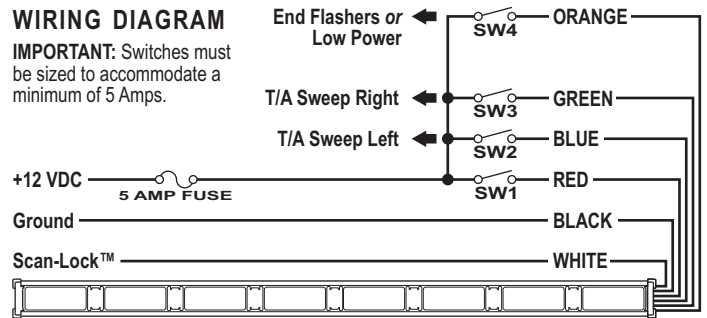 WIRING DIAGRAM
IMPORTANT: Switches must
be sized to accommodate a
minimum of 5 Amps.
End Flashers or
Low Power
SW4
ORANGE
T/A Sweep Right
SW3
GREEN
T/A Sweep Left
SW2
BLUE
+12 VDC
5 AMP FUSE
SW1
RED
Ground
BLACK
Scan-Lock™
WHITE